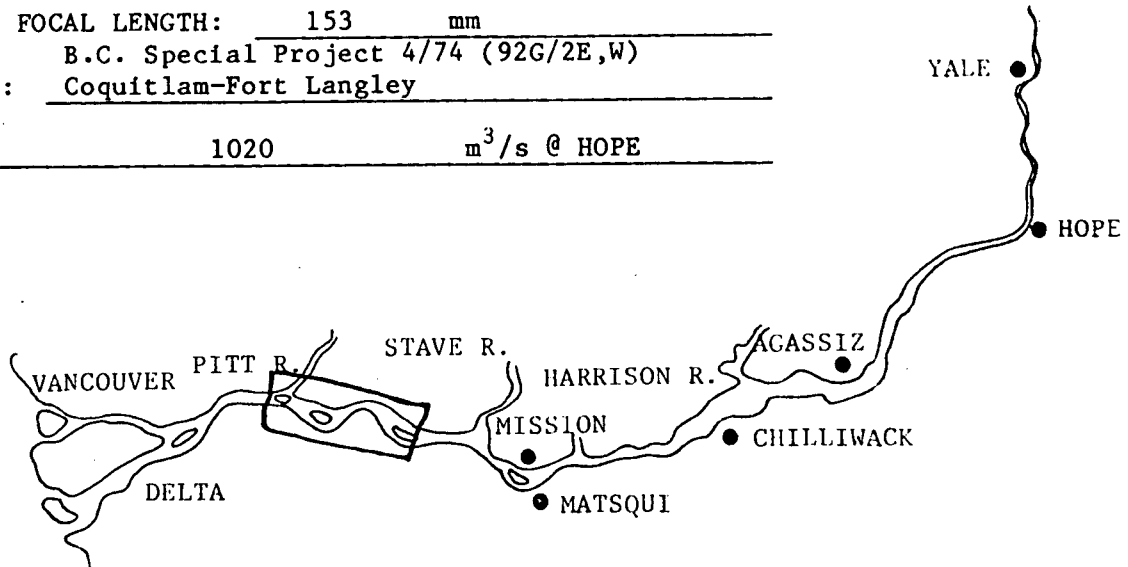 FOCAL LENGTH: 153 mm
B.C. Special Project 4/74 (92G/2E,W)
: Coquitlam-Fort Langley
1020 m³/s @ HOPE
YALE
HOPE
AGASSIZ
STAVE R.
PITT R.
HARRISON R.
VANCOUVER
MISSION
CHILLIWACK
DELTA
MATSQUI